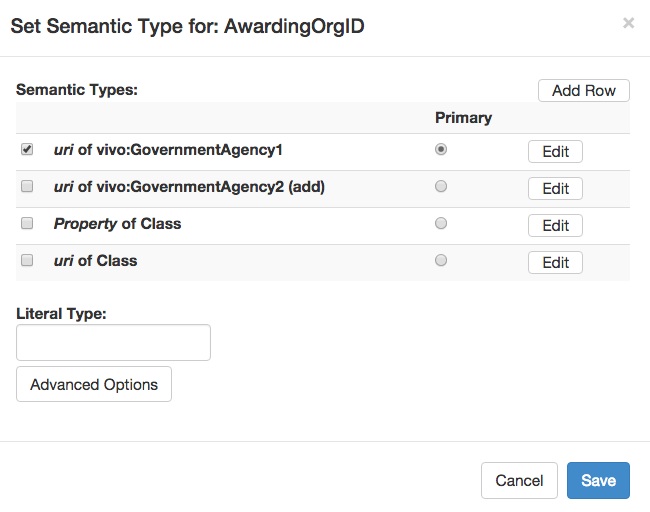 Set Semantic Type for: AwardingOrgID ×
Semantic Types: Add Row
Primary
uri of vivo:GovernmentAgency1 Edit
uri of vivo:GovernmentAgency2 (add) Edit
Property of Class Edit
uri of Class Edit
Literal Type:
Advanced Options
Cancel Save